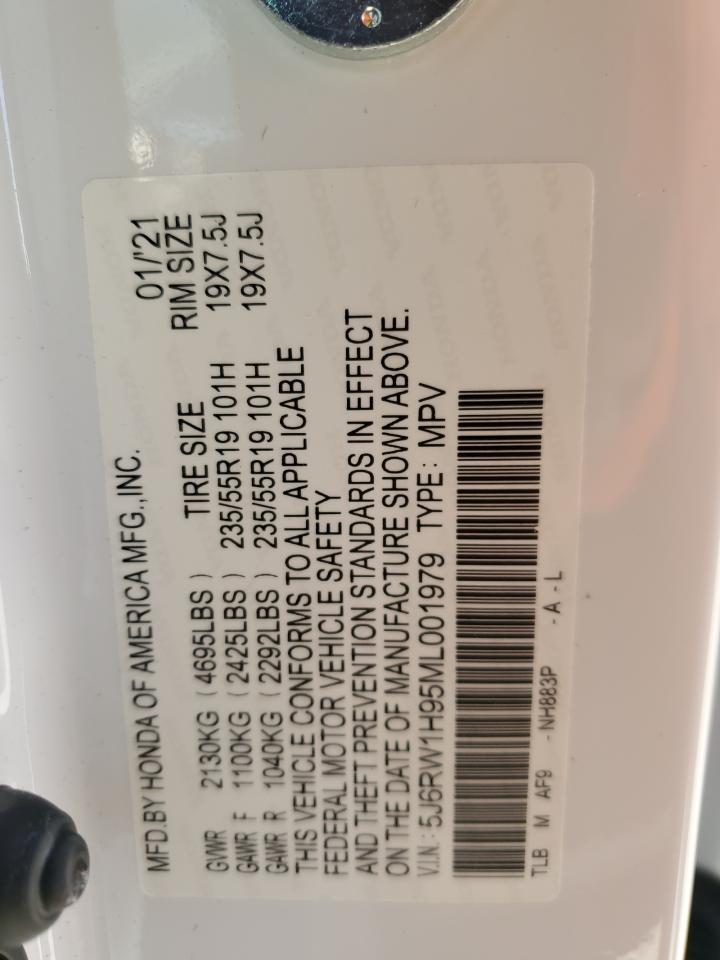 MFD.BY HONDA OF AMERICA MFG.,INC. 01/'21
GVWR 2130KG ( 4695LBS ) TIRE SIZE RIM SIZE
GAWR F 1100KG ( 2425LBS ) 235/55R19 101H 19X7.5J
GAWR R 1040KG ( 2292LBS ) 235/55R19 101H 19X7.5J
THIS VEHICLE CONFORMS TO ALL APPLICABLE
FEDERAL MOTOR VEHICLE SAFETY
AND THEFT PREVENTION STANDARDS IN EFFECT
ON THE DATE OF MANUFACTURE SHOWN ABOVE.
V.I.N.: 5J6RW1H95ML001979 TYPE: MPV
TLB M AF9 - NH883P - A - L